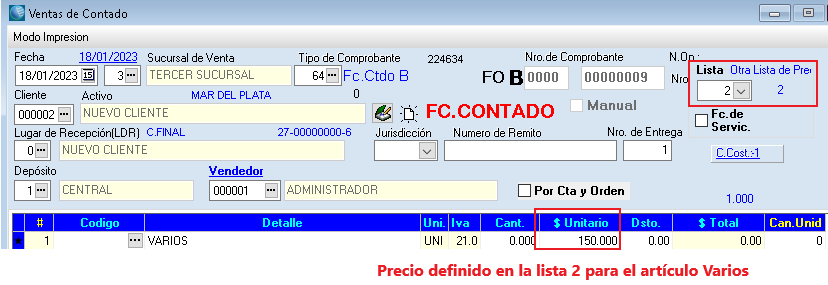 Ventas de Contado
Modo Impresion
Fecha 18/01/2023 Sucursal de Venta Tipo de Comprobante 224634 Nro.de Comprobante N.Op.:
18/01/2023 15 3 TERCER SUCURSAL 64 Fc.Ctdo B FO B 0000 00000009 Nro
Lista Otra Lista de Prec
2 2
Cliente Activo MAR DEL PLATA 0
000002 NUEVO CLIENTE FC.CONTADO Manual
Fc.de
Servic.
Lugar de Recepción(LDR) C.FINAL 27-00000000-6 Jurisdicción Numero de Remito Nro. de Entrega
0 NUEVO CLIENTE 1
C.Cost.:-1
Depósito Vendedor
1 CENTRAL 000001 ADMINISTRADOR Por Cta y Orden 1.000
# Codigo Detalle Uni. Iva Cant. $ Unitario Dsto. $ Total Can.Unid
1 VARIOS UNI 21.0 0.000 150.000 0.00 0.00 0
Precio definido en la lista 2 para el artículo Varios